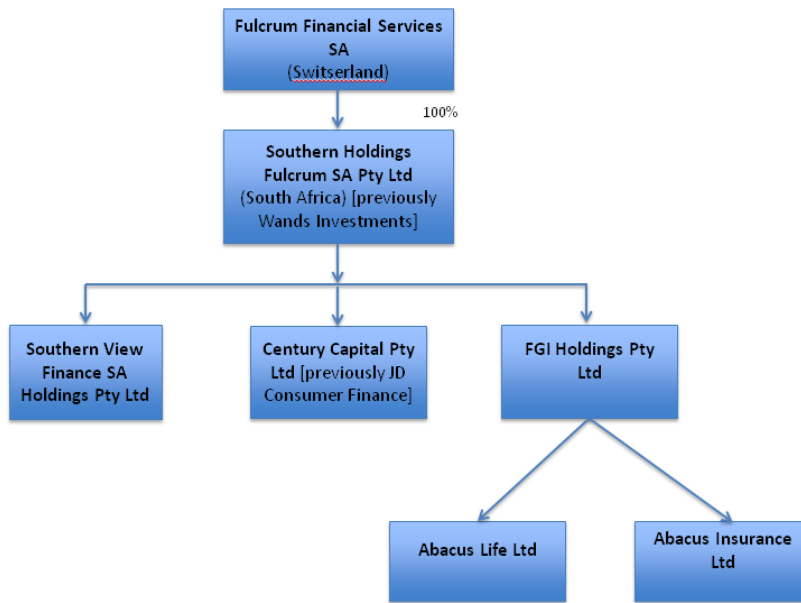 Fulcrum Financial Services
SA
(Switserland)
100%
Southern Holdings
Fulcrum SA Pty Ltd
(South Africa) [previously
Wands Investments]
Southern View
Finance SA
Holdings Pty Ltd
Century Capital Pty
Ltd [previously JD
Consumer Finance]
FGI Holdings Pty
Ltd
Abacus Life Ltd
Abacus Insurance
Ltd